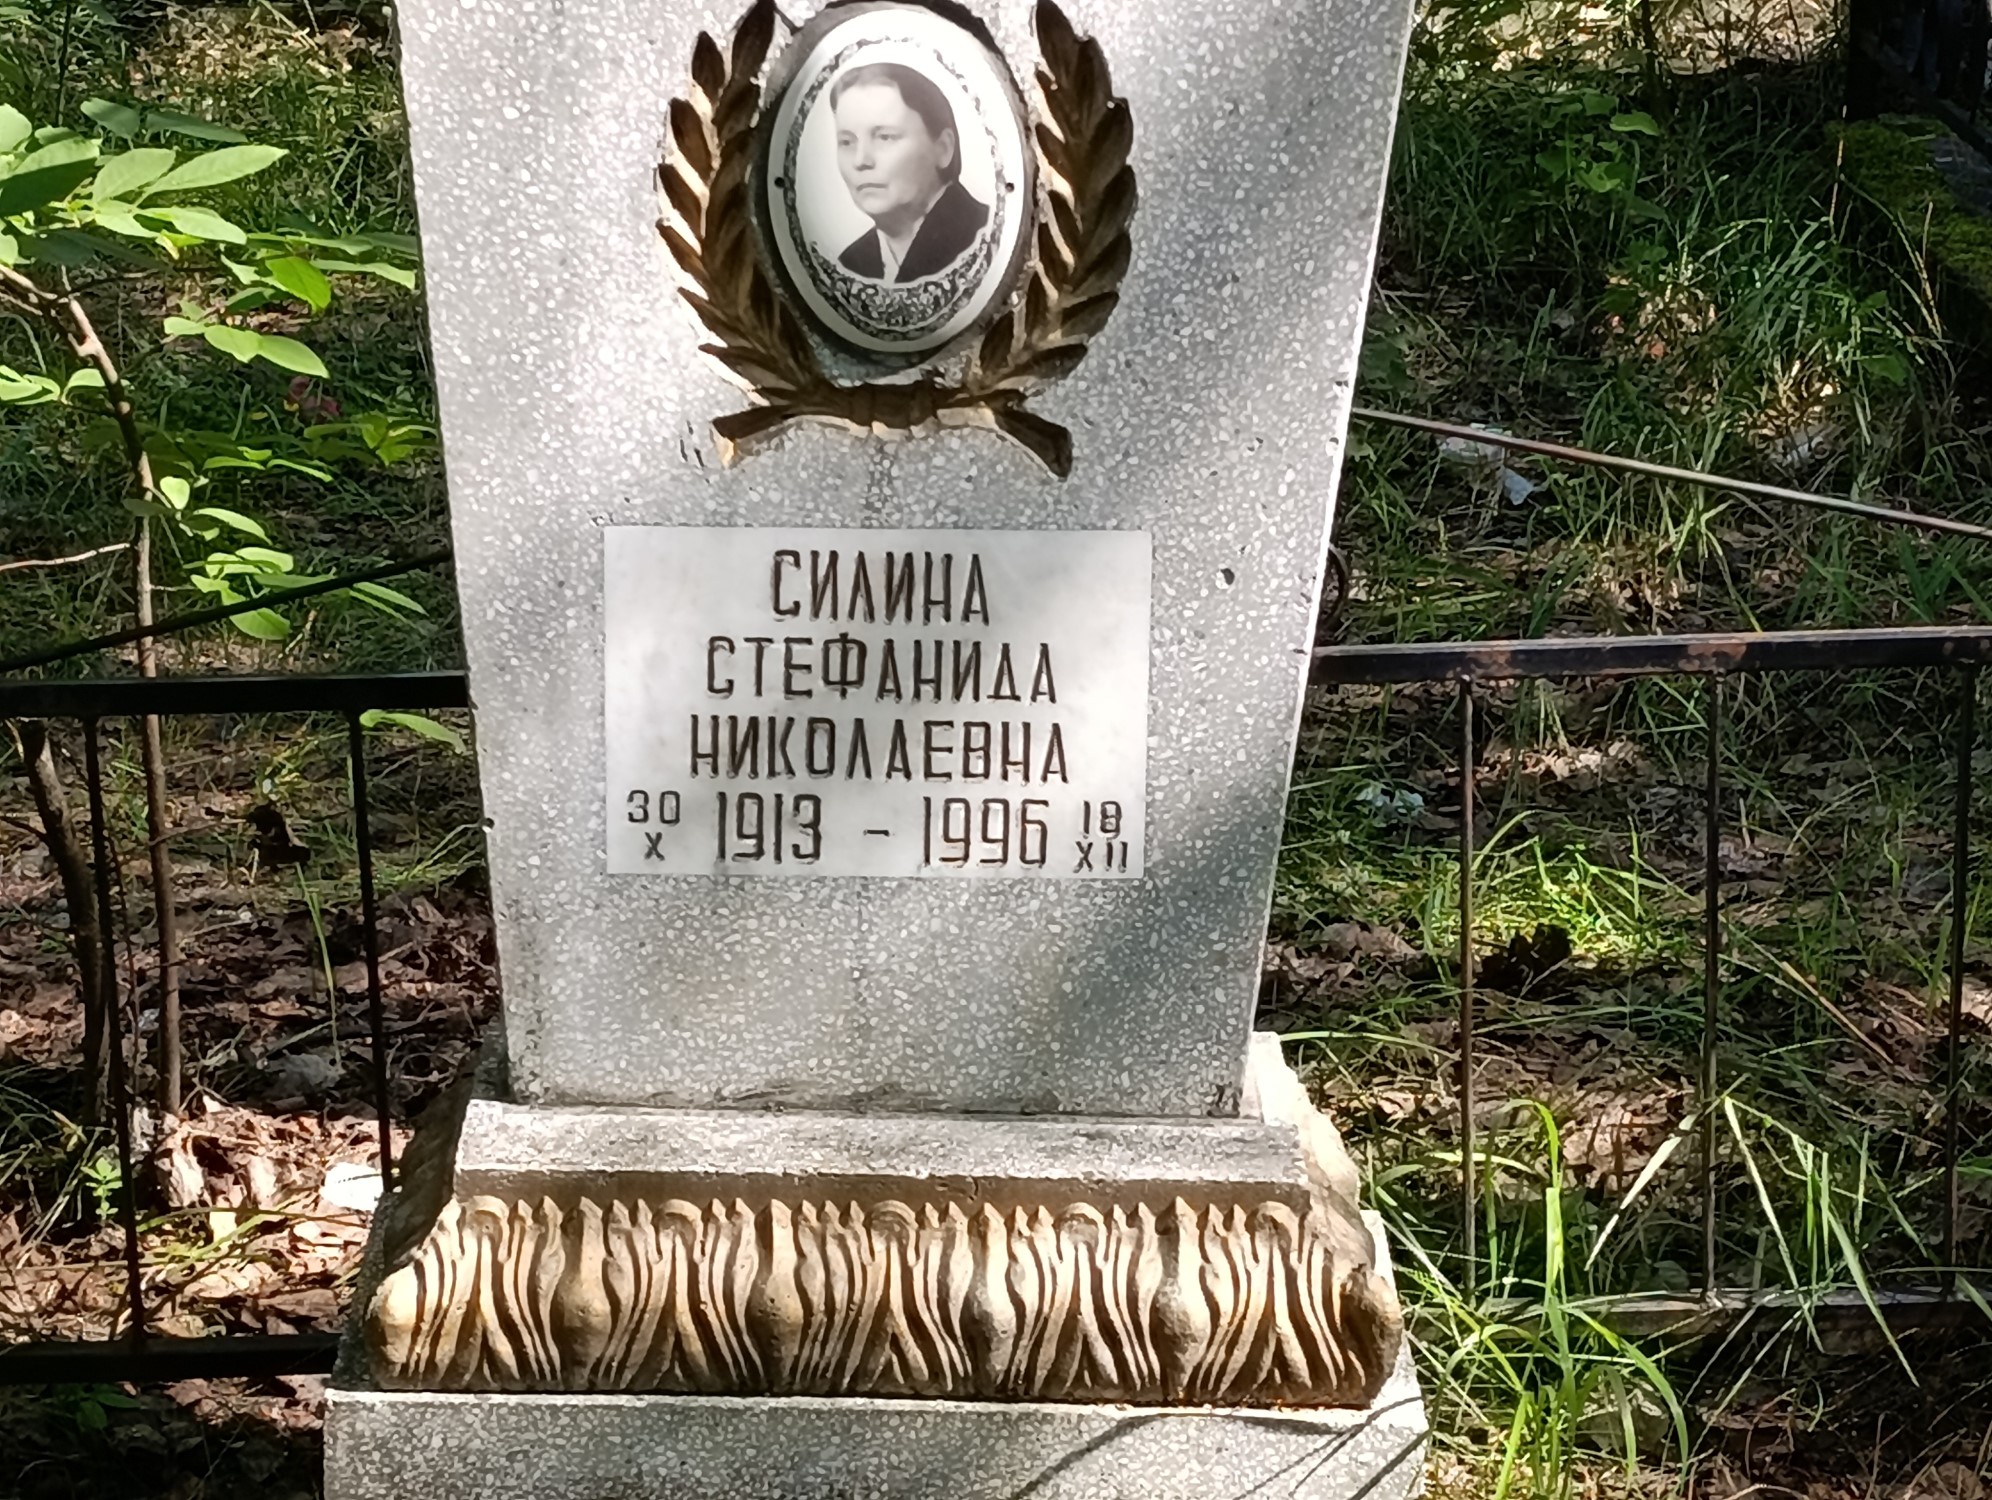 СИЛИНА
СТЕФАНИДА
НИКОЛАЕВНА
30 1913 - 1996 18
X XII